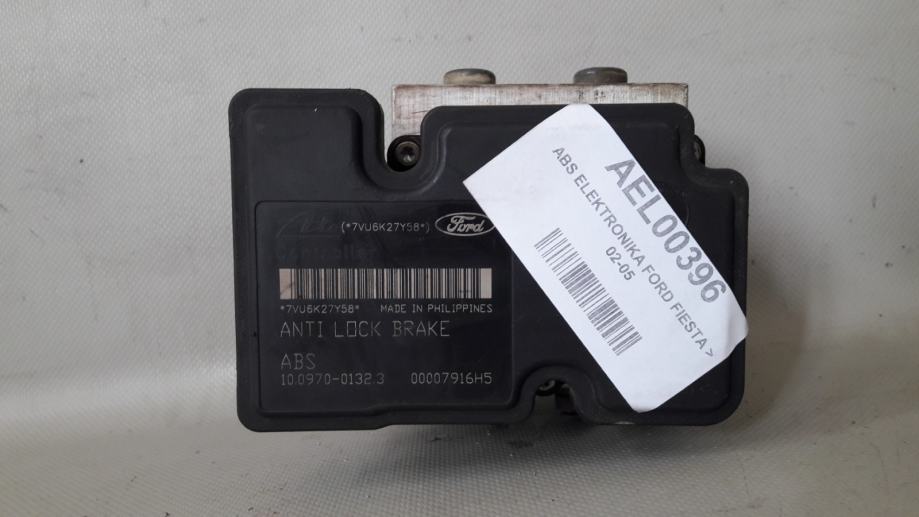 (*7VU6K27Y58*) Ford
*7VU6K27Y58* MADE IN PHILIPPINES
ANTI LOCK BRAKE
ABS
10.0970-0132.3 00007916H5
AEL00396
ABS ELEKTRONIKA FORD FIESTA >
02-05